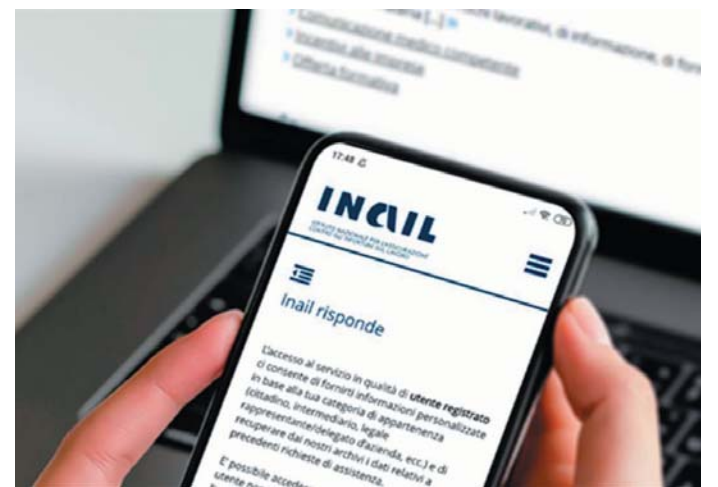 Comunicazione medico competente
Incentivi alle imprese
Offerta formativa
17:48
INAIL
ISTITUTO NAZIONALE PER L'ASSICURAZIONE
CONTRO GLI INFORTUNI SUL LAVORO
Inail risponde
L'accesso al servizio in qualità di utente registrato
ci consente di fornirti informazioni personalizzate
in base alla tua categoria di appartenenza
(cittadino, intermediario, legale
rappresentante/delegato d'azienda, ecc.) e di
recuperare dai nostri archivi i dati relativi a
precedenti richieste di assistenza.
E' possibile accedere